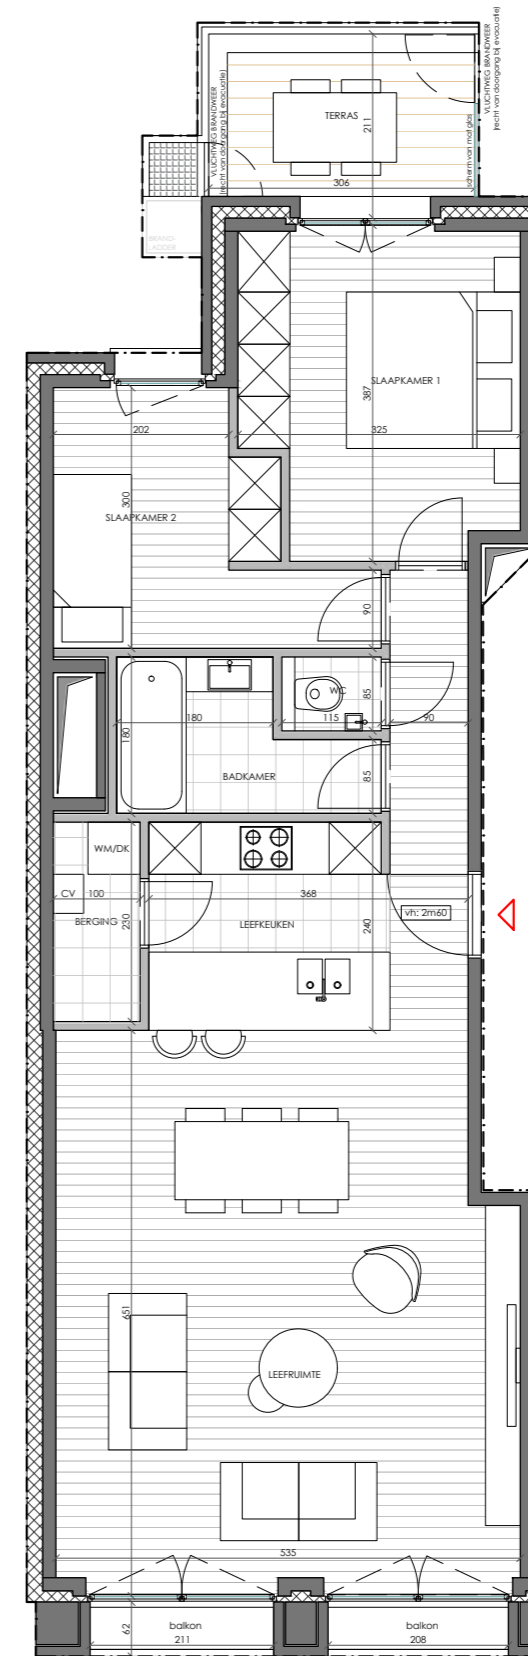 VLUCHTWEG BRANDWEER
(recht van doorgang bij evacuatie)
VLUCHTWEG BRANDWEER
(recht van doorgang bij evacuatie)
TERRAS
211
scherm van mat glas
306
BRAND-
LADDER
SLAAPKAMER 1
387
325
202
300
SLAAPKAMER 2
90
WC
85
180
115
90
180
BADKAMER
85
WM/DK
CV
100
368
vh: 2m60
BERGING
230
LEEFKEUKEN
240
651
LEEFRUIMTE
535
62
balkon
211
balkon
208